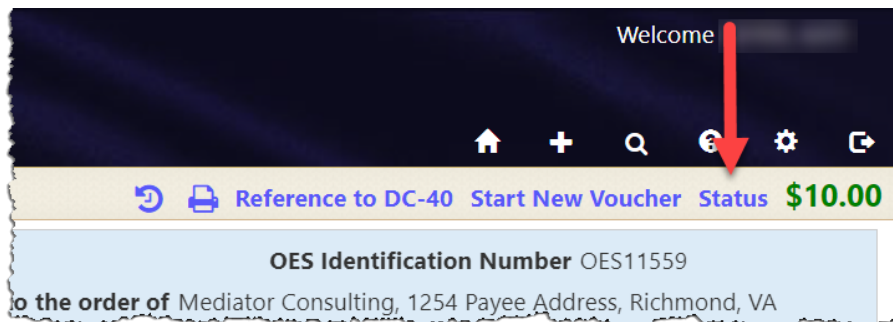 Welcome
Reference to DC-40 Start New Voucher Status $10.00
OES Identification Number OES11559
o the order of Mediator Consulting, 1254 Payee Address, Richmond, VA